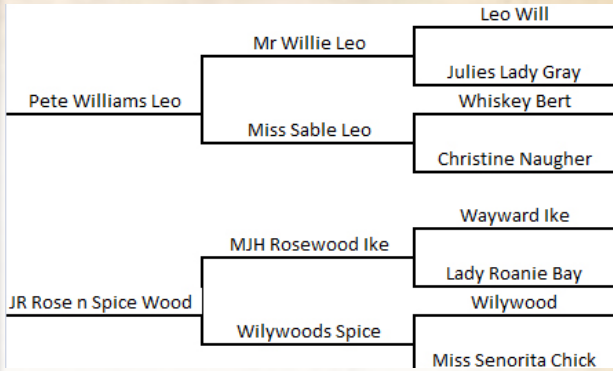 Leo Will
Mr Willie Leo
Julies Lady Gray
Pete Williams Leo
Whiskey Bert
Miss Sable Leo
Christine Naugher
Wayward Ike
MJH Rosewood Ike
Lady Roanie Bay
JR Rose n Spice Wood
Wilywood
Wilywoods Spice
Miss Senorita Chick